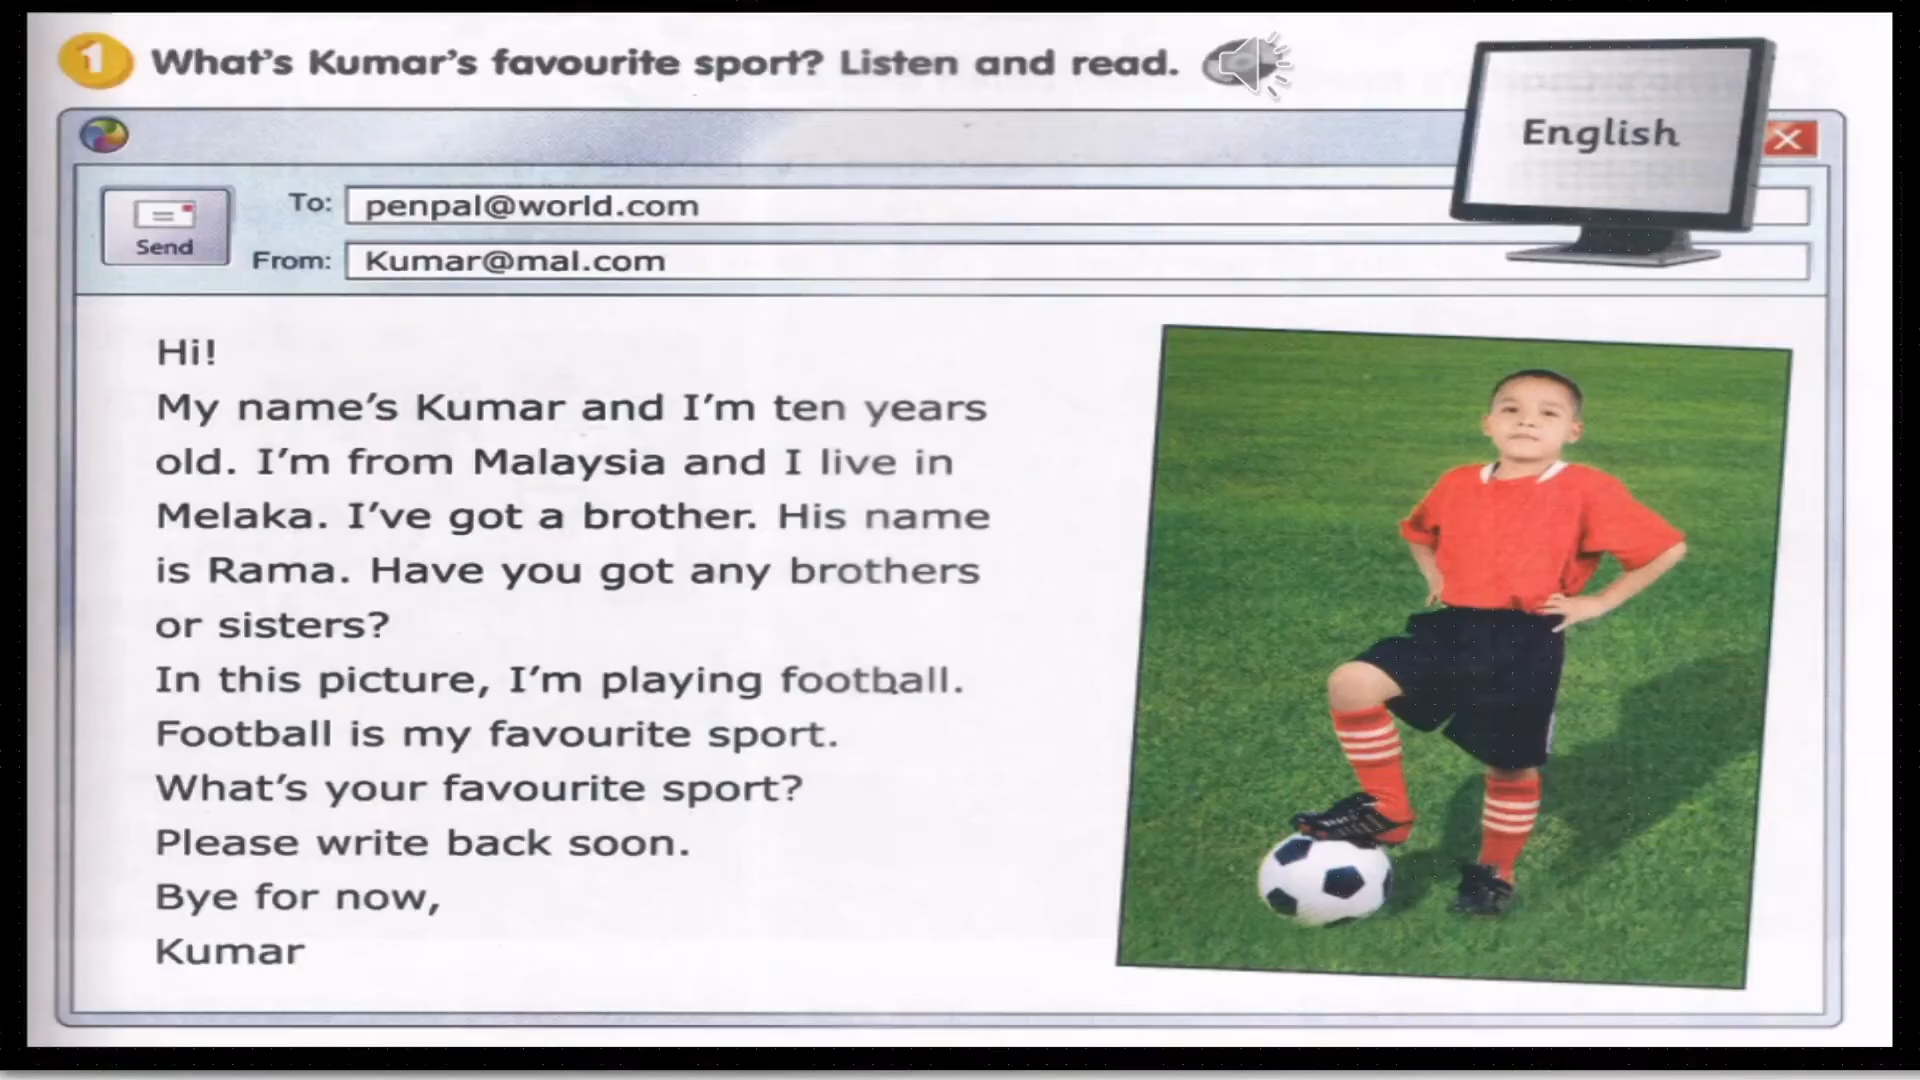 1 What's Kumar's favourite sport? Listen and read.
English
Send
To: penpal@world.com
From: Kumar@mal.com
Hi!
My name's Kumar and I'm ten years
old. I'm from Malaysia and I live in
Melaka. I've got a brother. His name
is Rama. Have you got any brothers
or sisters?
In this picture, I'm playing football.
Football is my favourite sport.
What's your favourite sport?
Please write back soon.
Bye for now,
Kumar